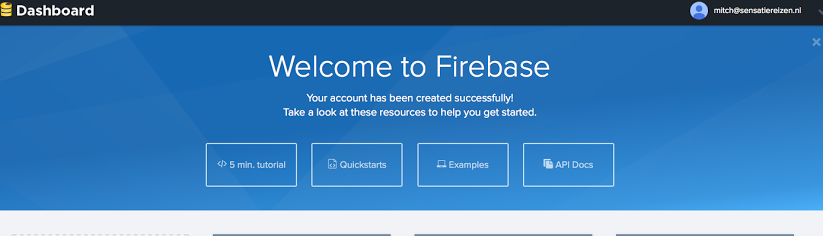 Dashboard
mitch@sensatiereizen.nl
Welcome to Firebase
Your account has been created successfully!
Take a look at these resources to help you get started.
5 min. tutorial
Quickstarts
Examples
API Docs